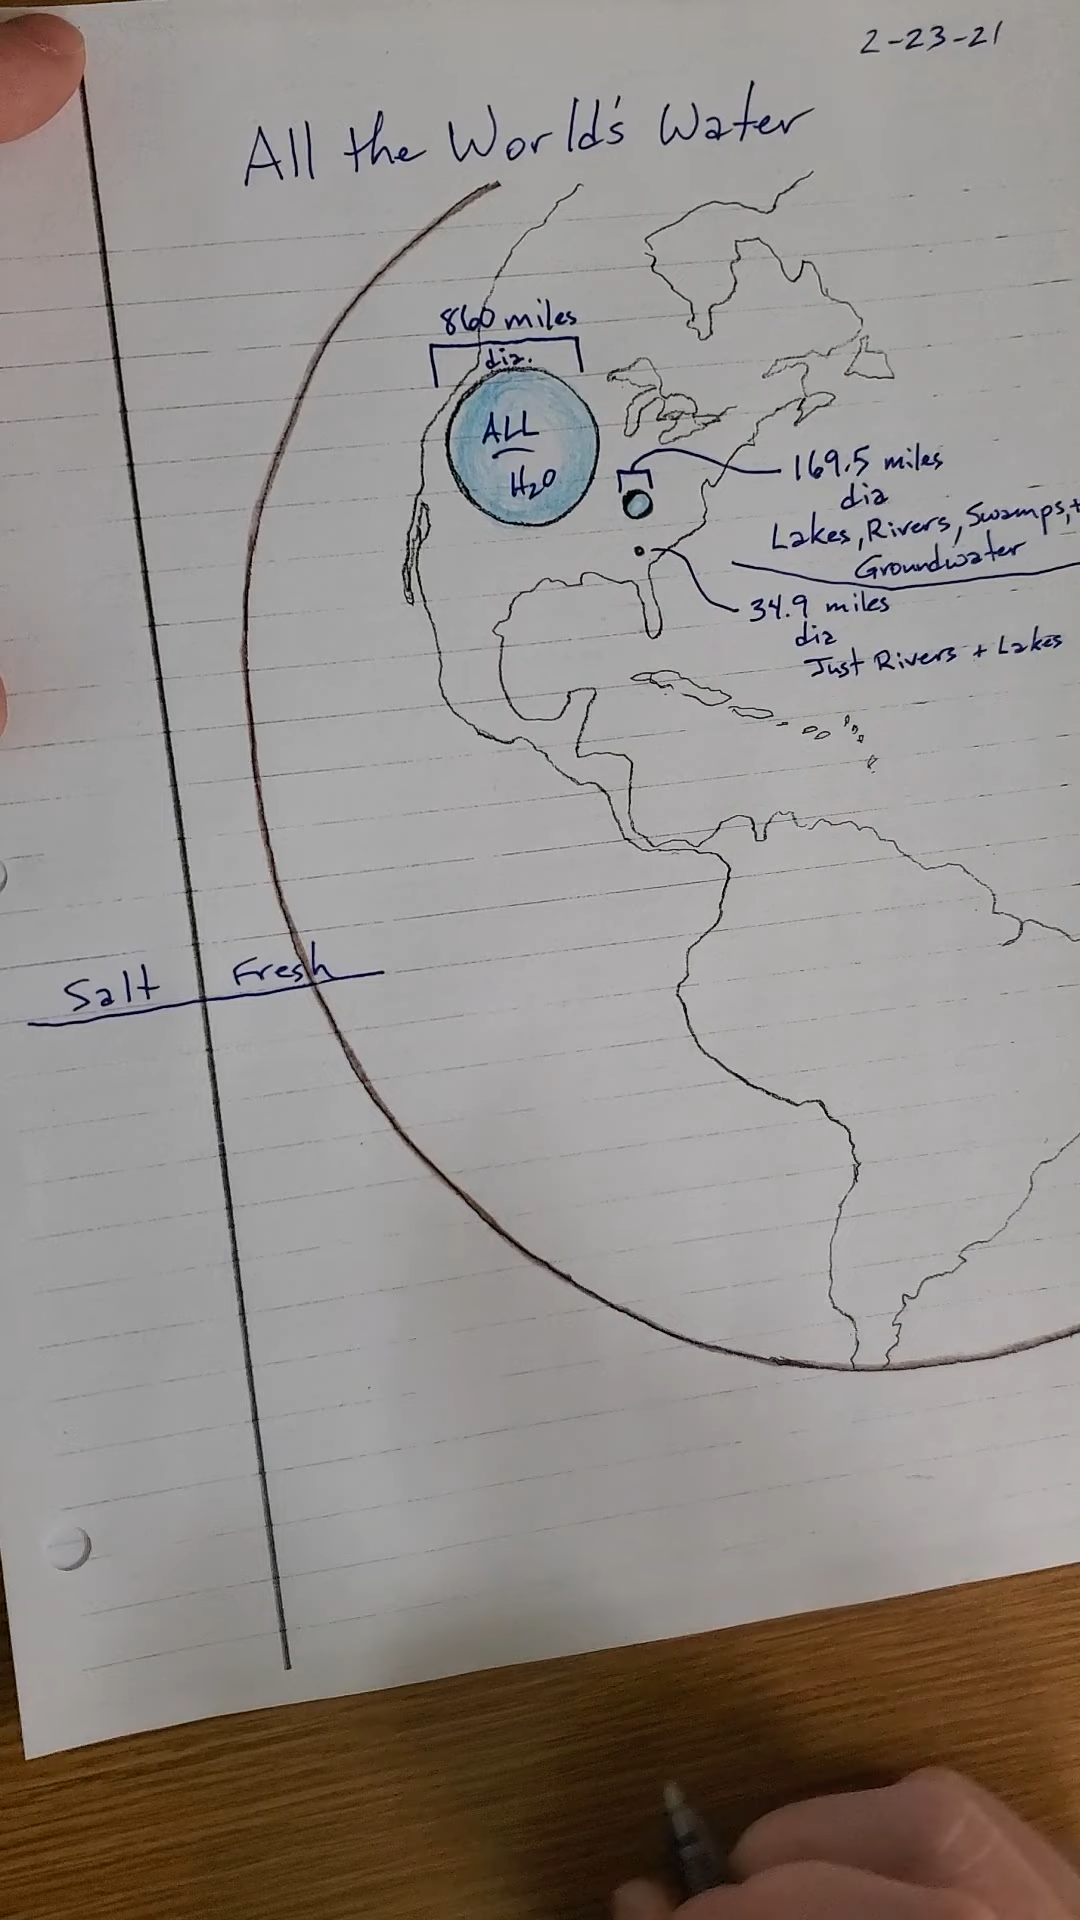 2-23-21
All the World's Water
860 miles
dia.
ALL
H2O
169.5 miles
dia
Lakes, Rivers, Swamps, +
Groundwater
34.9 miles
dia
Just Rivers + Lakes
Salt Fresh